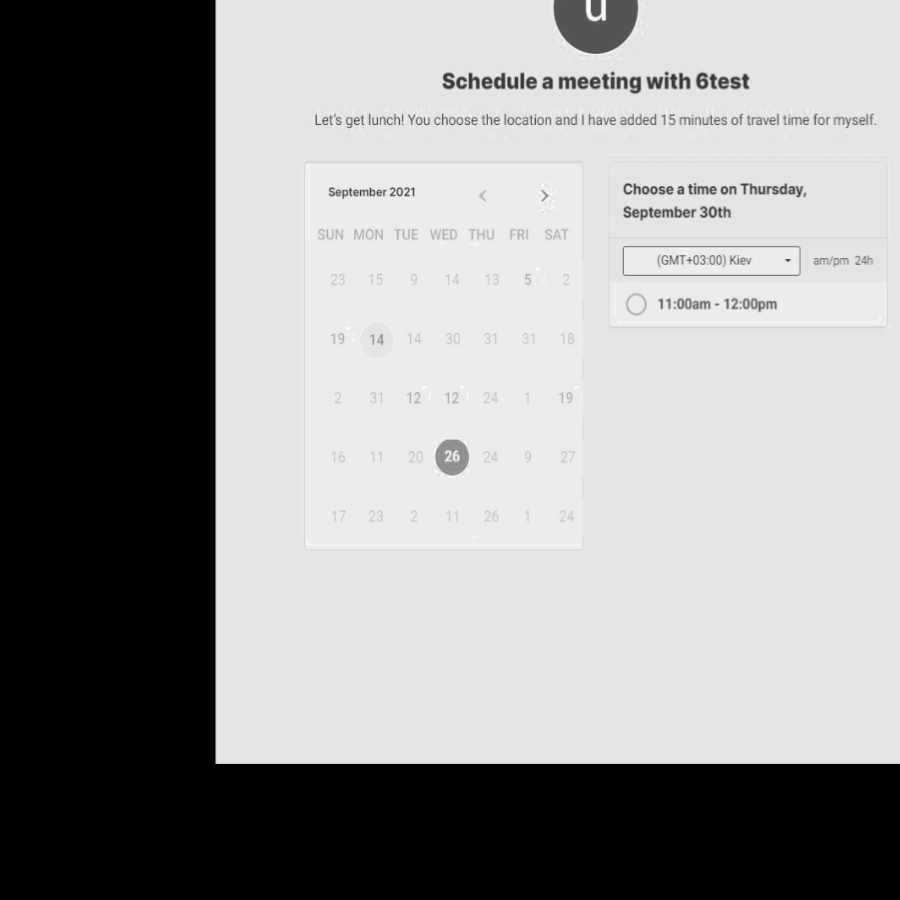 u
Schedule a meeting with 6test
Let's get lunch! You choose the location and I have added 15 minutes of travel time for myself.
September 2021
SUN MON TUE WED THU FRI SAT
23 15 9 14 13 5 2
19 14 14 30 31 31 18
2 31 12 12 24 1 19
16 11 20 26 24 9 27
17 23 2 11 26 1 24
Choose a time on Thursday,
September 30th
(GMT+03:00) Kiev am/pm 24h
11:00am - 12:00pm